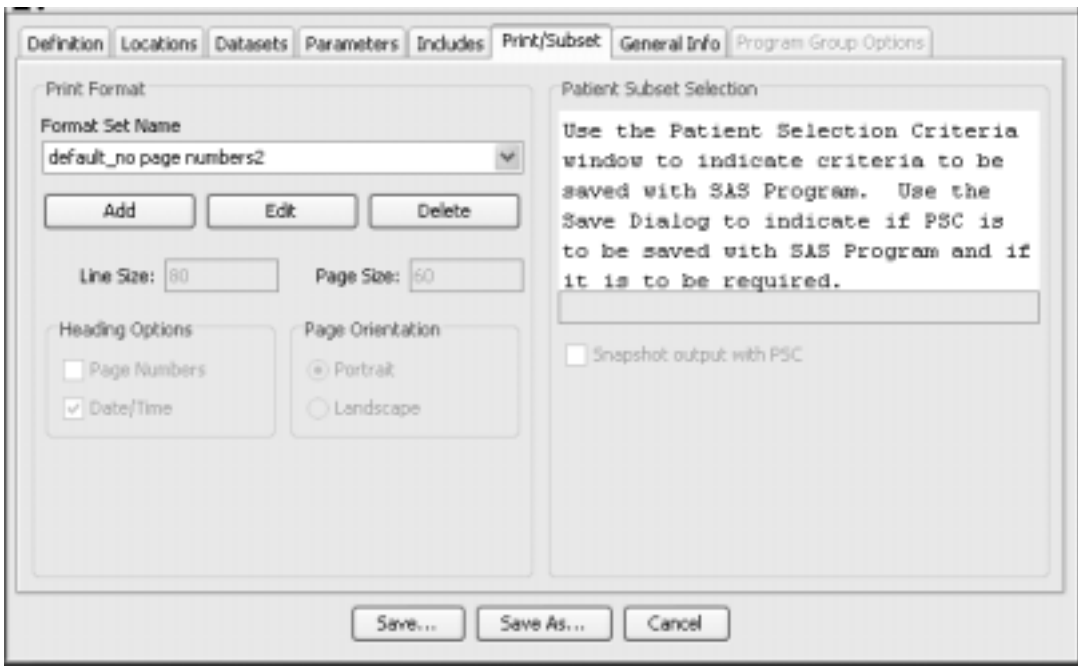 Definition Locations Datasets Parameters Includes Print/Subset General Info Program Group Options
Print Format
Format Set Name
default_no page numbers2
Add Edit Delete
Line Size: 80 Page Size: 60
Heading Options
Page Numbers
Date/Time
Page Orientation
Portrait
Landscape
Patient Subset Selection
Use the Patient Selection Criteria
window to indicate criteria to be
saved with SAS Program. Use the
Save Dialog to indicate if PSC is
to be saved with SAS Program and if
it is to be required.
Snapshot output with PSC
Save... Save As... Cancel